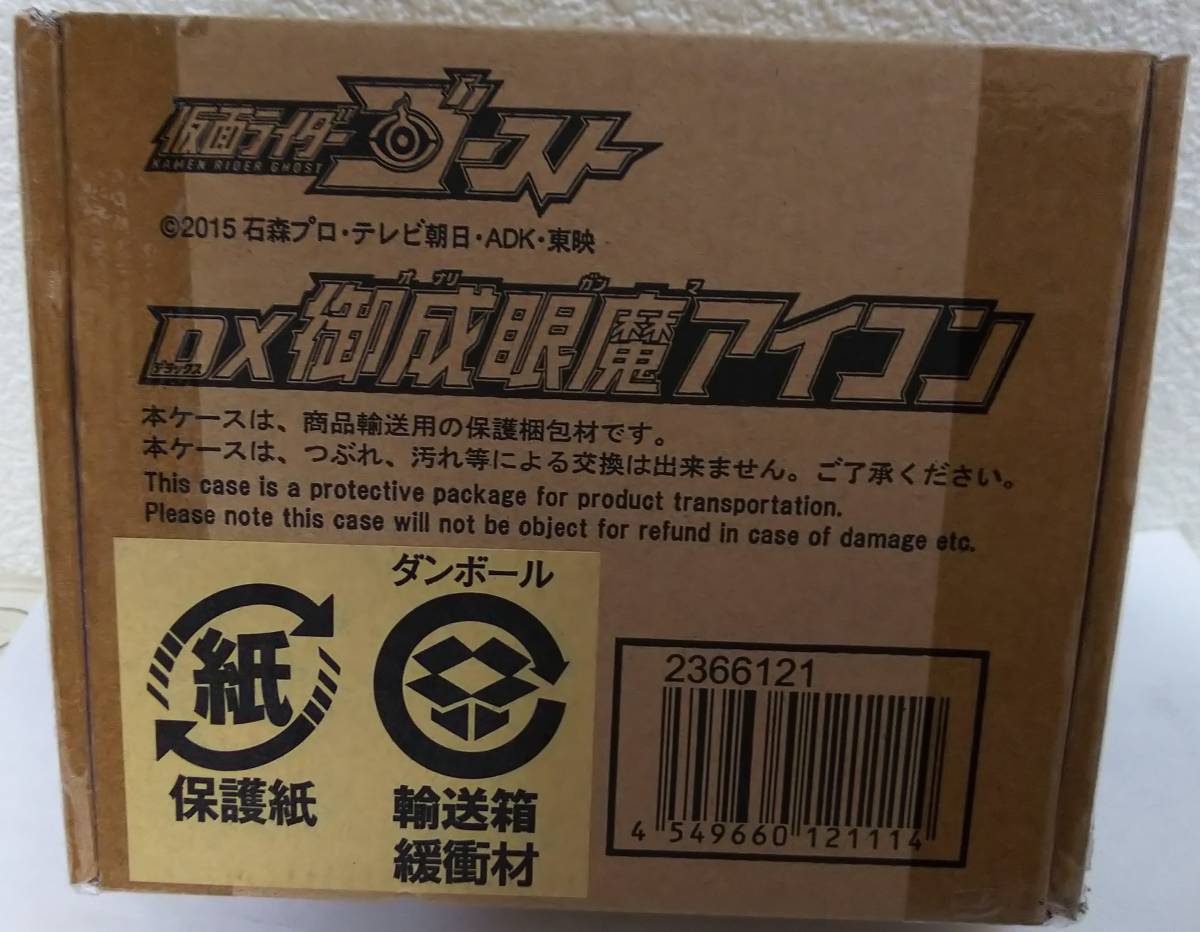 仮面ライダーゴースト
KAMEN RIDER GHOST
©2015 石森プロ・テレビ朝日・ADK・東映
オナリ ガンマ
DX御成眼魔アイコン
デラックス
本ケースは、商品輸送用の保護梱包材です。
本ケースは、つぶれ、汚れ等による交換は出来ません。ご了承ください。
This case is a protective package for product transportation.
Please note this case will not be object for refund in case of damage etc.
紙
保護紙
ダンボール
輸送箱
緩衝材
2366121
4 549660 121114